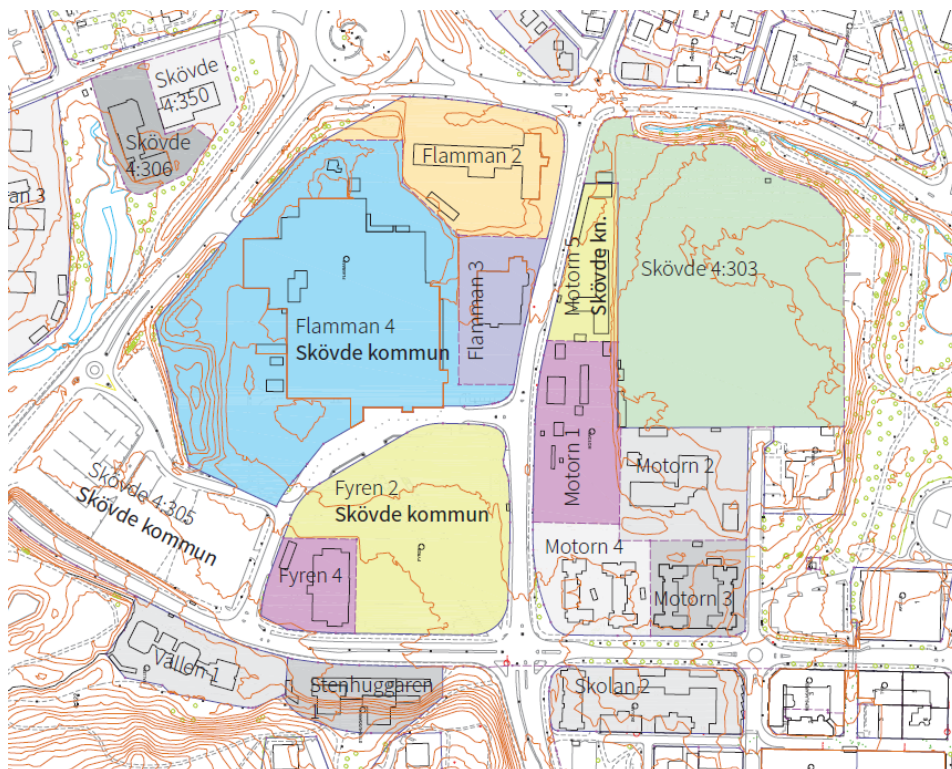 Skövde
4:350
Skövde
4:306
an 3
Flamman 2
Flamman 3
Flamman 4
Skövde kommun
Motorn 5
Skövde kn.
Skövde 4:303
Motorn 1
Motorn 2
Skövde 4:305
Skövde kommun
Fyren 2
Skövde kommun
Fyren 4
Motorn 4
Motorn 3
Vallen 1
Stenhuggaren
1
Skolan 2